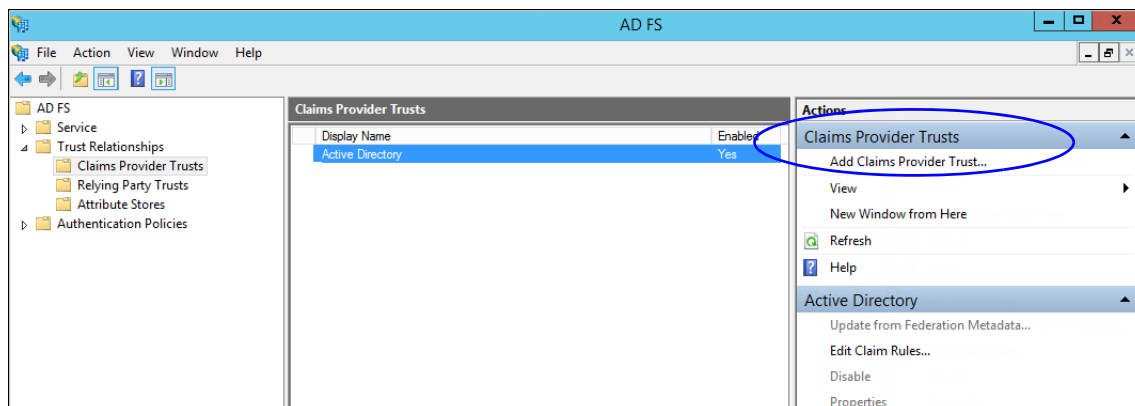 AD FS
File Action View Window Help
AD FS
Service
Trust Relationships
Claims Provider Trusts
Relying Party Trusts
Attribute Stores
Authentication Policies
Claims Provider Trusts
Display Name Enabled
Active Directory Yes
Actions
Claims Provider Trusts
Add Claims Provider Trust...
View
New Window from Here
Refresh
Help
Active Directory
Update from Federation Metadata...
Edit Claim Rules...
Disable
Properties